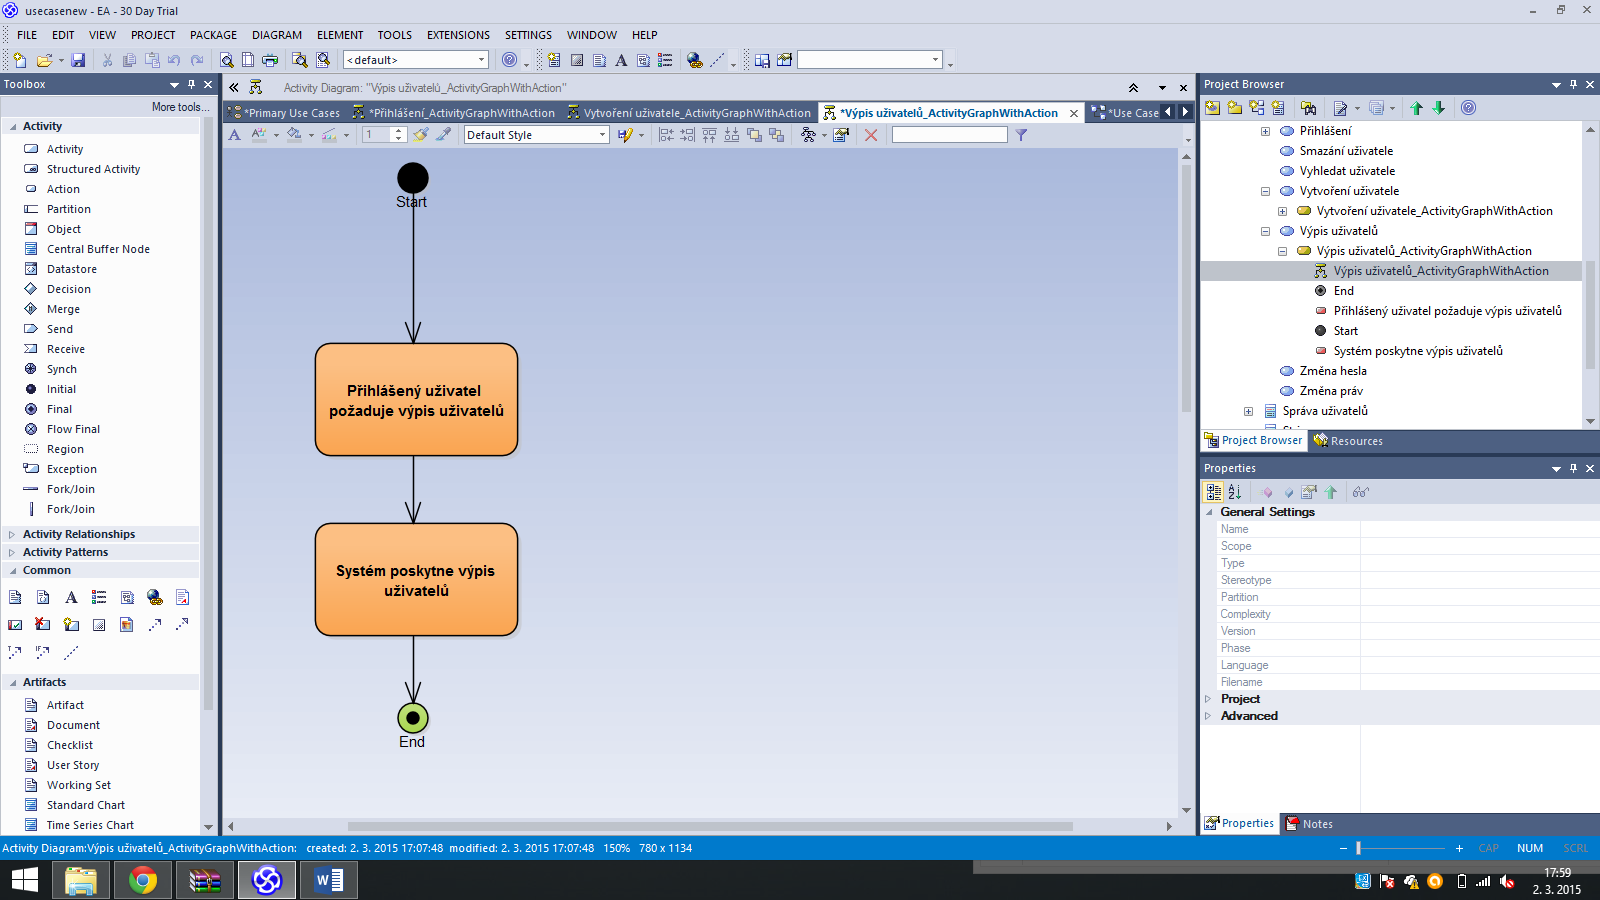 usecasenew - EA - 30 Day Trial
FILE EDIT VIEW PROJECT PACKAGE DIAGRAM ELEMENT TOOLS EXTENSIONS SETTINGS WINDOW HELP
<default>
Toolbox
More tools...
Activity
Activity
Structured Activity
Action
Partition
Object
Central Buffer Node
Datastore
Decision
Merge
Send
Receive
Synch
Initial
Final
Flow Final
Region
Exception
Fork/Join
Fork/Join
Activity Relationships
Activity Patterns
Common
Artifacts
Artifact
Document
Checklist
User Story
Working Set
Standard Chart
Time Series Chart
Activity Diagram: "Výpis uživatelů_ActivityGraphWithAction"
*Primary Use Cases *Přihlášení_ActivityGraphWithAction Vytvoření uživatele_ActivityGraphWithAction *Výpis uživatelů_ActivityGraphWithAction *Use Case
1 Default Style
Start
Přihlášený uživatel
požaduje výpis uživatelů
Systém poskytne výpis
uživatelů
End
Project Browser
Přihlášení
Smazání uživatele
Vyhledat uživatele
Vytvoření uživatele
Vytvoření uživatele_ActivityGraphWithAction
Výpis uživatelů
Výpis uživatelů_ActivityGraphWithAction
Výpis uživatelů_ActivityGraphWithAction
End
Přihlášený uživatel požaduje výpis uživatelů
Start
Systém poskytne výpis uživatelů
Změna hesla
Změna práv
Správa uživatelů
Project Browser Resources
Properties
General Settings
Name
Scope
Type
Stereotype
Partition
Complexity
Version
Phase
Language
Filename
Project
Advanced
Properties Notes
Activity Diagram:Výpis uživatelů_ActivityGraphWithAction: created: 2. 3. 2015 17:07:48 modified: 2. 3. 2015 17:07:48 150% 780 x 1134
CAP NUM SCRL
17:59
2. 3. 2015